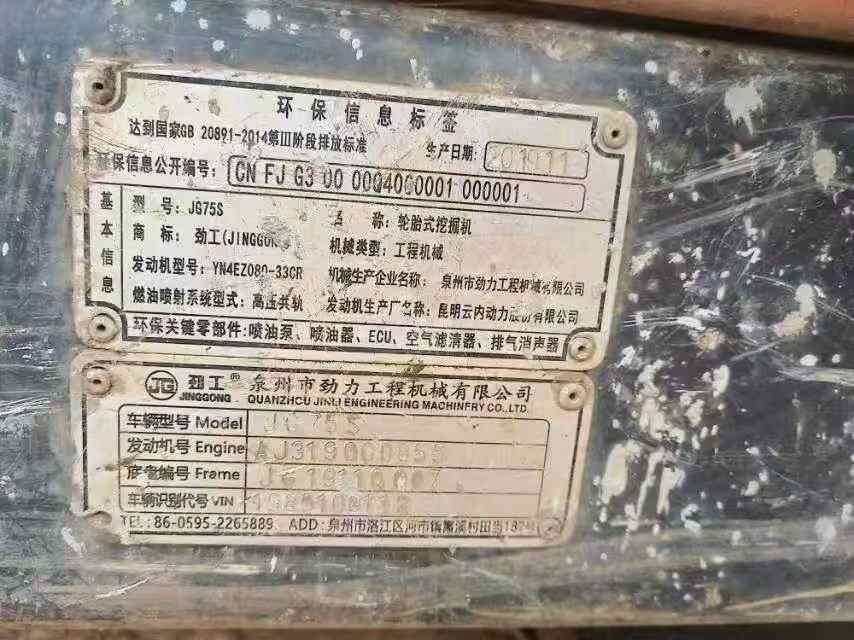 环保信息标签
达到国家GB 20891-2014第Ⅲ阶段排放标准 生产日期: 201911
环保信息公开编号: CN FJ G3 00 0004000001 000001
基本信息
型 号: JG75S 名 称: 轮胎式挖掘机
商 标: 劲工(JINGGONG) 机械类型: 工程机械
发动机型号: YN4EZ080-33CR 机械生产企业名称: 泉州市劲力工程机械有限公司
燃油喷射系统型式: 高压共轨 发动机生产厂名称: 昆明云内动力股份有限公司
环保关键零部件: 喷油泵、喷油器、ECU、空气滤清器、排气消声器
JG 劲工® 泉州市劲力工程机械有限公司
JINGGONG QUANZHOU JINLI ENGINEERING MACHINERY CO.,LTD.
车辆型号 Model JG75S
发动机号 Engine
底盘编号 Frame
车辆识别代号 VIN
TEL: 86-0595-2265889 ADD: 泉州市洛江区河市镇